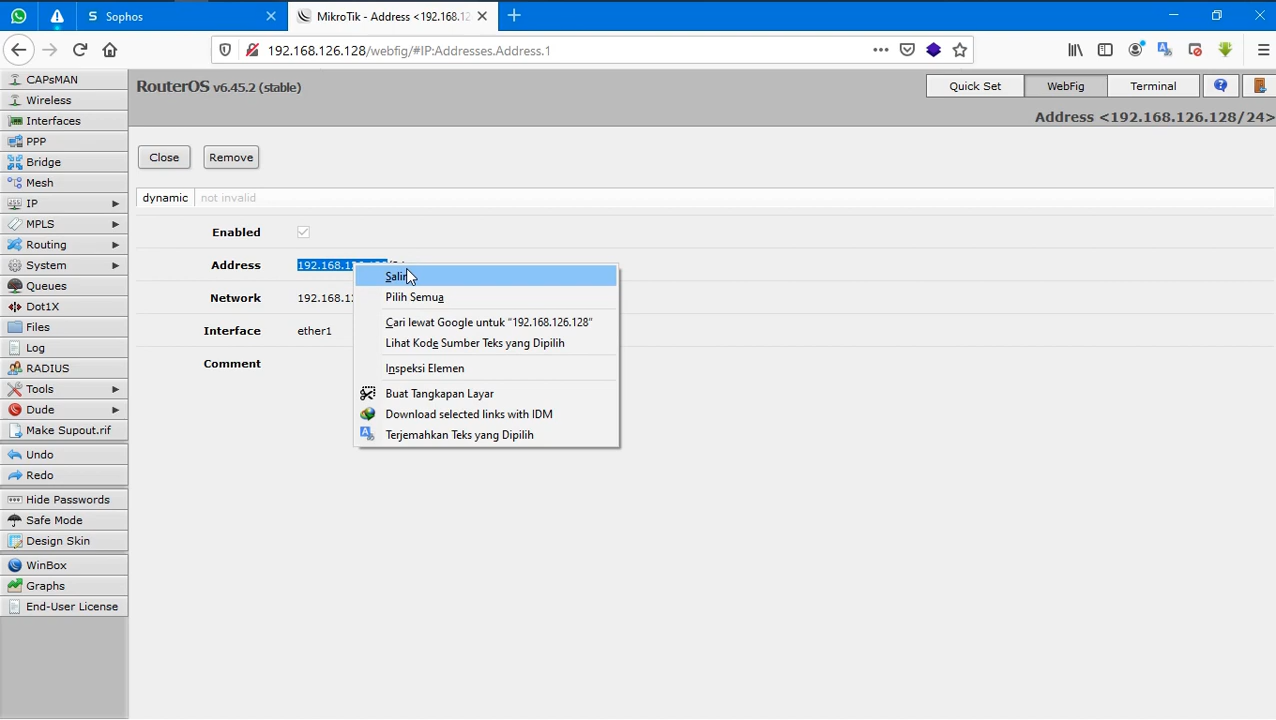 Sophos
MikroTik - Address <192.168.12
192.168.126.128/webfig/#IP:Addresses.Address.1
RouterOS v6.45.2 (stable)
Quick Set
WebFig
Terminal
Address <192.168.126.128/24>
CAPsMAN
Wireless
Interfaces
PPP
Bridge
Mesh
IP
MPLS
Routing
System
Queues
Dot1X
Files
Log
RADIUS
Tools
Dude
Make Supout.rif
Undo
Redo
Hide Passwords
Safe Mode
Design Skin
WinBox
Graphs
End-User License
Close
Remove
dynamic
not invalid
Enabled
Address
Network
192.168.12
Interface ether1
Comment
Salin
Pilih Semua
Cari lewat Google untuk “192.168.126.128”
Lihat Kode Sumber Teks yang Dipilih
Inspeksi Elemen
Buat Tangkapan Layar
Download selected links with IDM
Terjemahkan Teks yang Dipilih